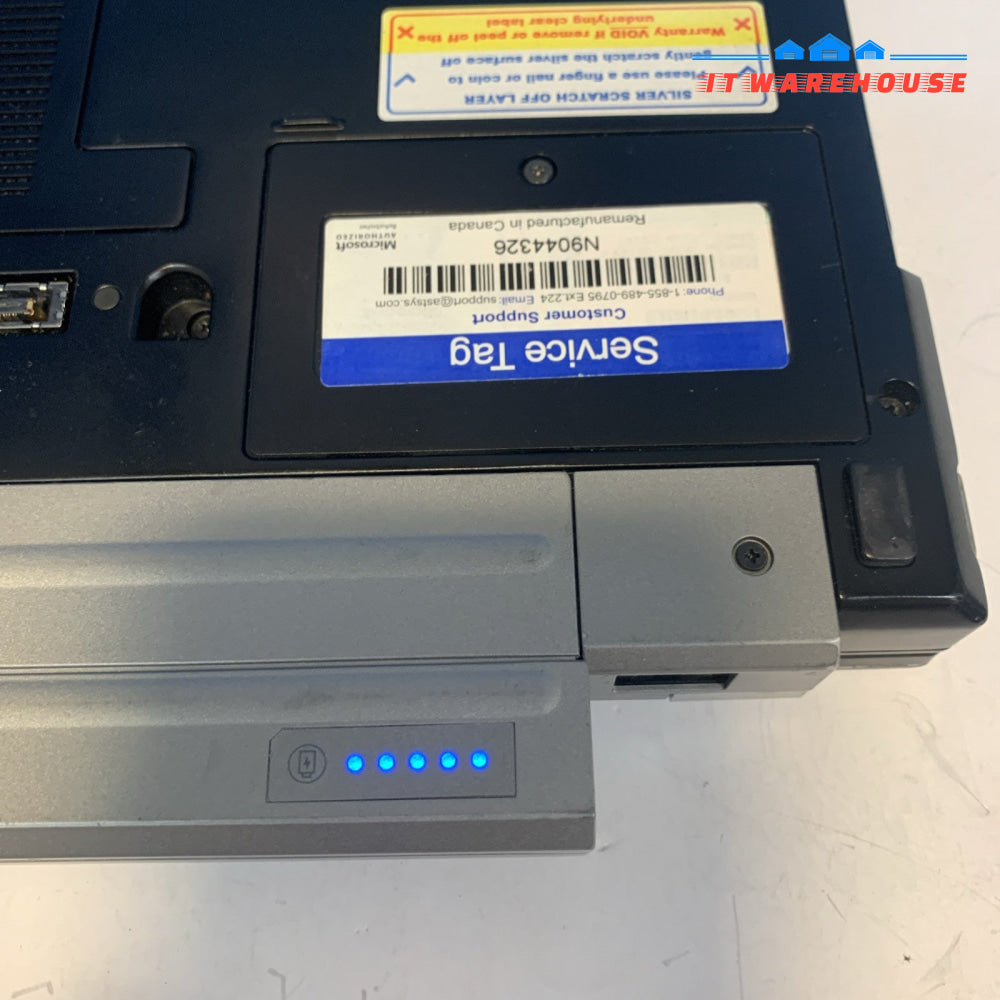 IT WAREHOUSE
SILVER SCRATCH OFF LAYER
Please use a finger nail or coin to
gently scratch the silver surface off
Warranty VOID if remove or peel off the
underlying clear label
Service Tag
Customer Support
Phone: 1-855-489-0795 Ext.224 Email: support@astsys.com
N9044326
Remanufactured in Canada
Microsoft
AUTHORIZED
Refurbisher